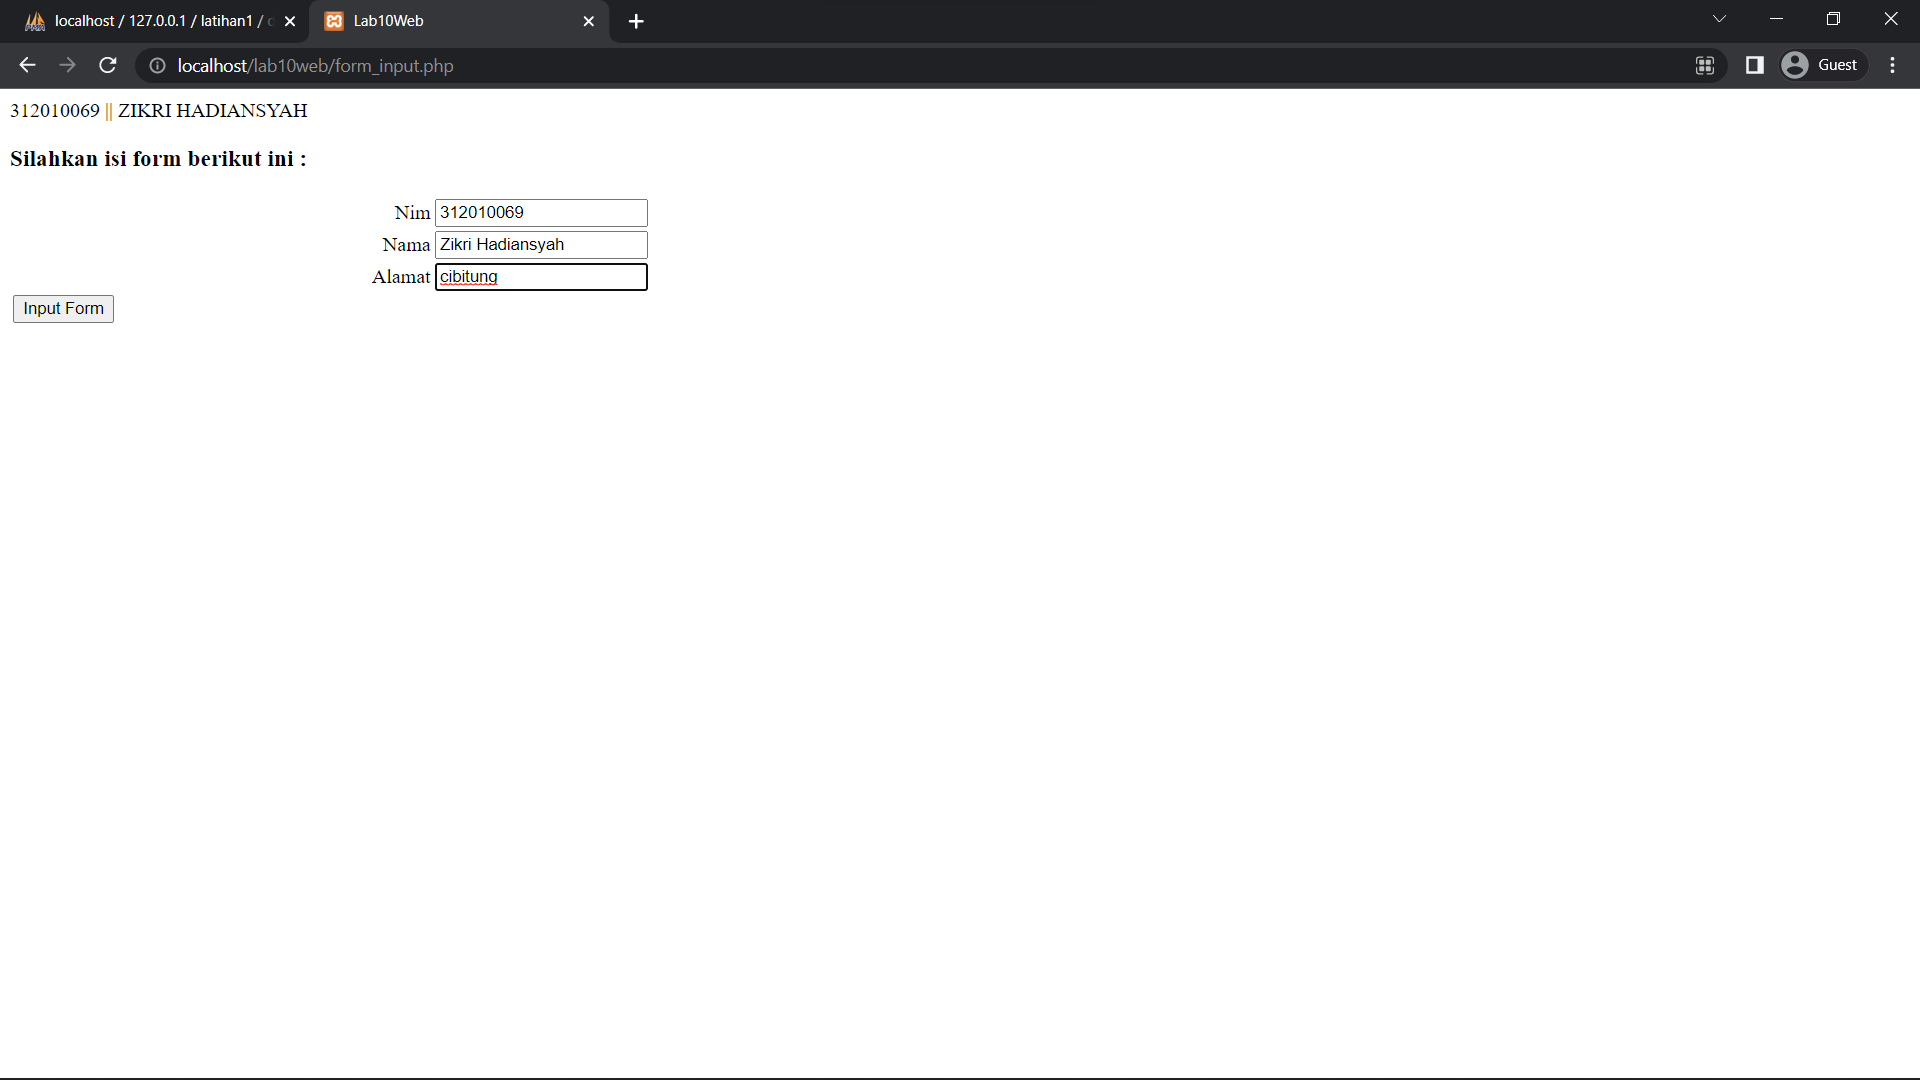 localhost / 127.0.0.1 / latihan1 /
Lab10Web
localhost/lab10web/form_input.php
Guest
312010069 || ZIKRI HADIANSYAH
Silahkan isi form berikut ini :
Nim 312010069
Nama Zikri Hadiansyah
Alamat cibitung
Input Form